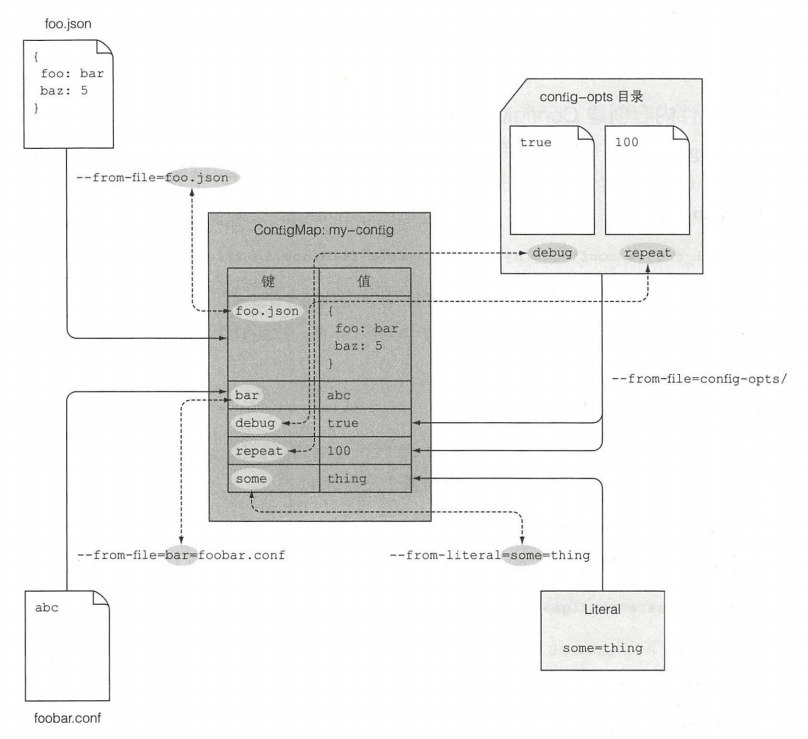 foo.json
{
foo: bar
baz: 5
}
--from-file=foo.json
config-opts 目录
true
100
debug
repeat
ConfigMap: my-config
键
值
foo.json
{
foo: bar
baz: 5
}
bar
abc
debug
true
repeat
100
some
thing
--from-file=config-opts/
--from-file=bar=foobar.conf
--from-literal=some=thing
abc
foobar.conf
Literal
some=thing